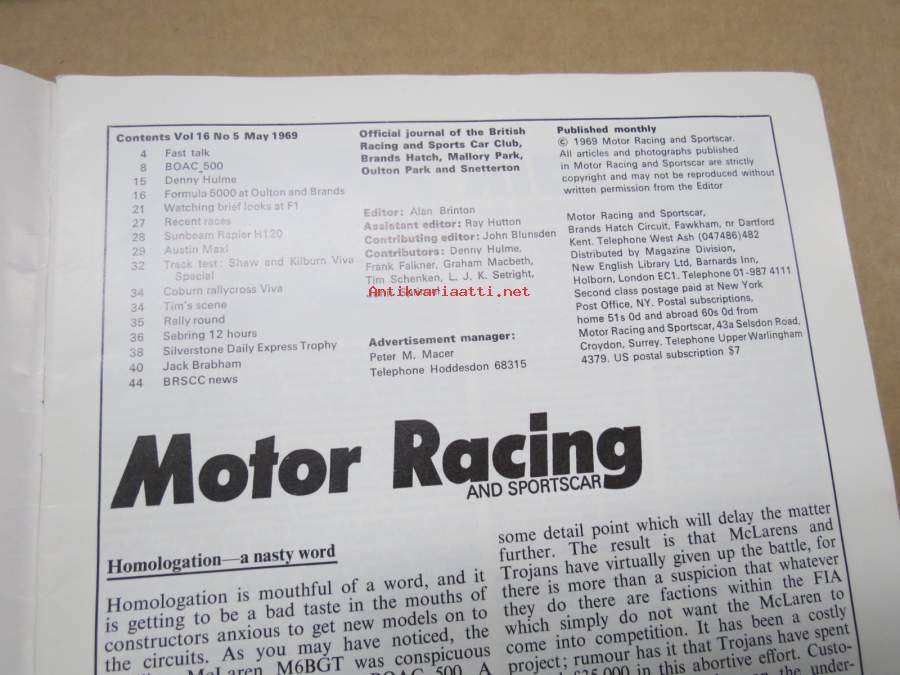 Contents Vol 16 No 5 May 1969
4 Fast talk
8 BOAC 500
15 Denny Hulme
16 Formula 5000 at Oulton and Brands
21 Watching brief looks at F1
27 Recent races
28 Sunbeam Rapier H120
29 Austin Maxi
32 Track test: Shaw and Kilburn Viva
Special
34 Coburn rallycross Viva
34 Tim's scene
35 Rally round
36 Sebring 12 hours
38 Silverstone Daily Express Trophy
40 Jack Brabham
44 BRSCC news
Official journal of the British
Racing and Sports Car Club,
Brands Hatch, Mallory Park,
Oulton Park and Snetterton
Editor: Alan Brinton
Assistant editor: Ray Hutton
Contributing editor: John Blunsden
Contributors: Denny Hulme,
Frank Falkner, Graham Macbeth,
Tim Schenken, L. J. K. Setright,
Antikvariaatti.net
Advertisement manager:
Peter M. Macer
Telephone Hoddesdon 68315
Published monthly
© 1969 Motor Racing and Sportscar.
All articles and photographs published
in Motor Racing and Sportscar are strictly
copyright and may not be reproduced without
written permission from the Editor
Motor Racing and Sportscar,
Brands Hatch Circuit, Fawkham, nr Dartford
Kent. Telephone West Ash (047486) 482
Distributed by Magazine Division,
New English Library Ltd, Barnards Inn,
Holborn, London EC1. Telephone 01-987 4111
Second class postage paid at New York
Post Office, NY. Postal subscriptions,
home 51s 0d and abroad 60s 0d from
Motor Racing and Sportscar, 43a Selsdon Road,
Croydon, Surrey. Telephone Upper Warlingham
4379. US postal subscription $7
Motor Racing
AND SPORTSCAR
Homologation—a nasty word
Homologation is mouthful of a word, and it
is getting to be a bad taste in the mouths of
constructors anxious to get new models on to
the circuits. As you may have noticed, the
McLaren M6BGT was conspicuous
BOAC 500. A
some detail point which will delay the matter
further. The result is that McLarens and
Trojans have virtually given up the battle, for
there is more than a suspicion that whatever
they do there are factions within the FIA
which simply do not want the McLaren to
come into competition. It has been a costly
project; rumour has it that Trojans have spent
£35,000 in this abortive effort. Custo-
on the under-